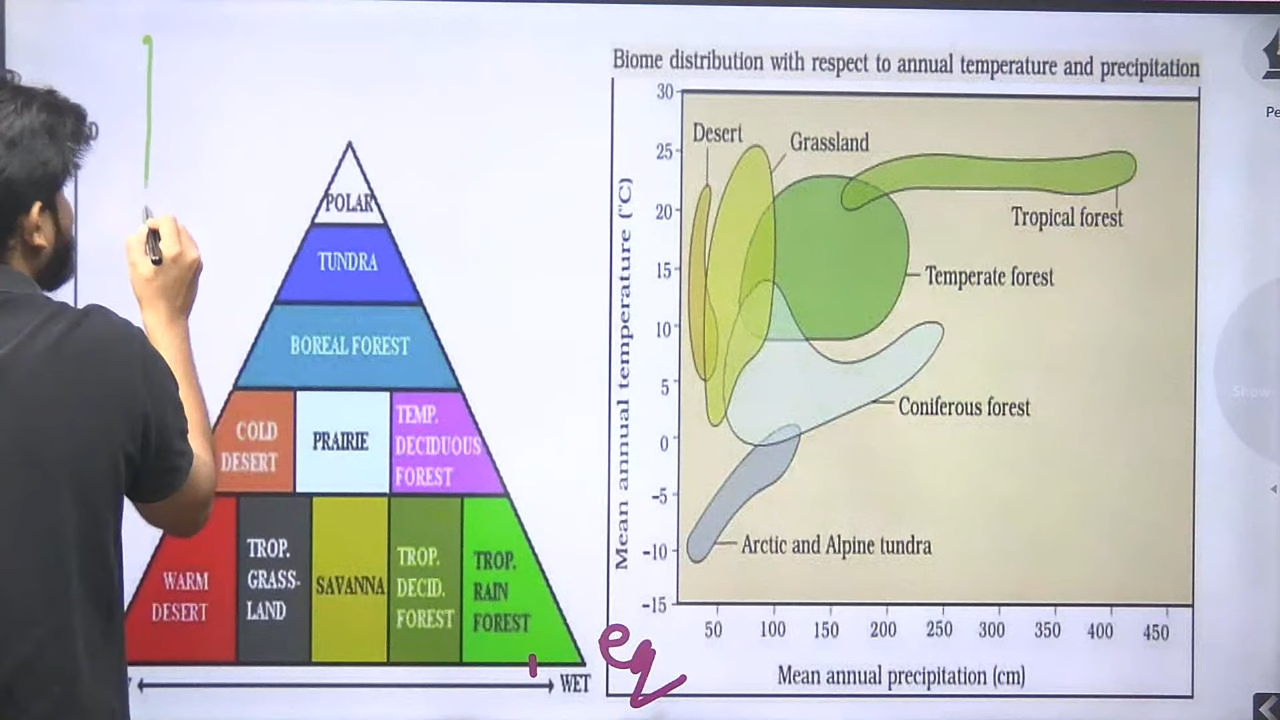 POLAR
TUNDRA
BOREAL FOREST
COLD
DESERT
PRAIRIE
TEMP.
DECIDUOUS
FOREST
WARM
DESERT
TROP.
GRASS-
LAND
SAVANNA
TROP.
DECID.
FOREST
TROP.
RAIN
FOREST
WET
eq
Biome distribution with respect to annual temperature and precipitation
Mean annual temperature (°C)
30
25
20
15
10
5
0
-5
-10
-15
Desert
Grassland
Tropical forest
Temperate forest
Coniferous forest
Arctic and Alpine tundra
50 100 150 200 250 300 350 400 450
Mean annual precipitation (cm)
Pe
Show